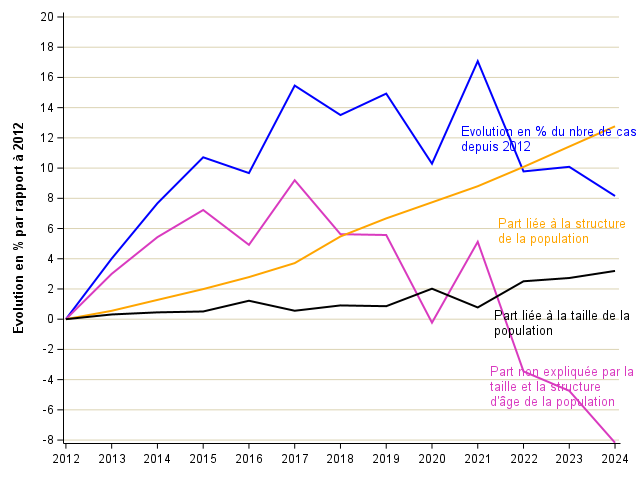 20
18
16
14
12
10
8
6
4
2
0
-2
-4
-6
-8
Evolution en % par rapport à 2012
Evolution en % du nbre de cas
depuis 2012
Part liée à la structure
de la population
Part liée à la taille de la
population
Part non expliquée par la
taille et la structure
d'âge de la population
2012 2013 2014 2015 2016 2017 2018 2019 2020 2021 2022 2023 2024